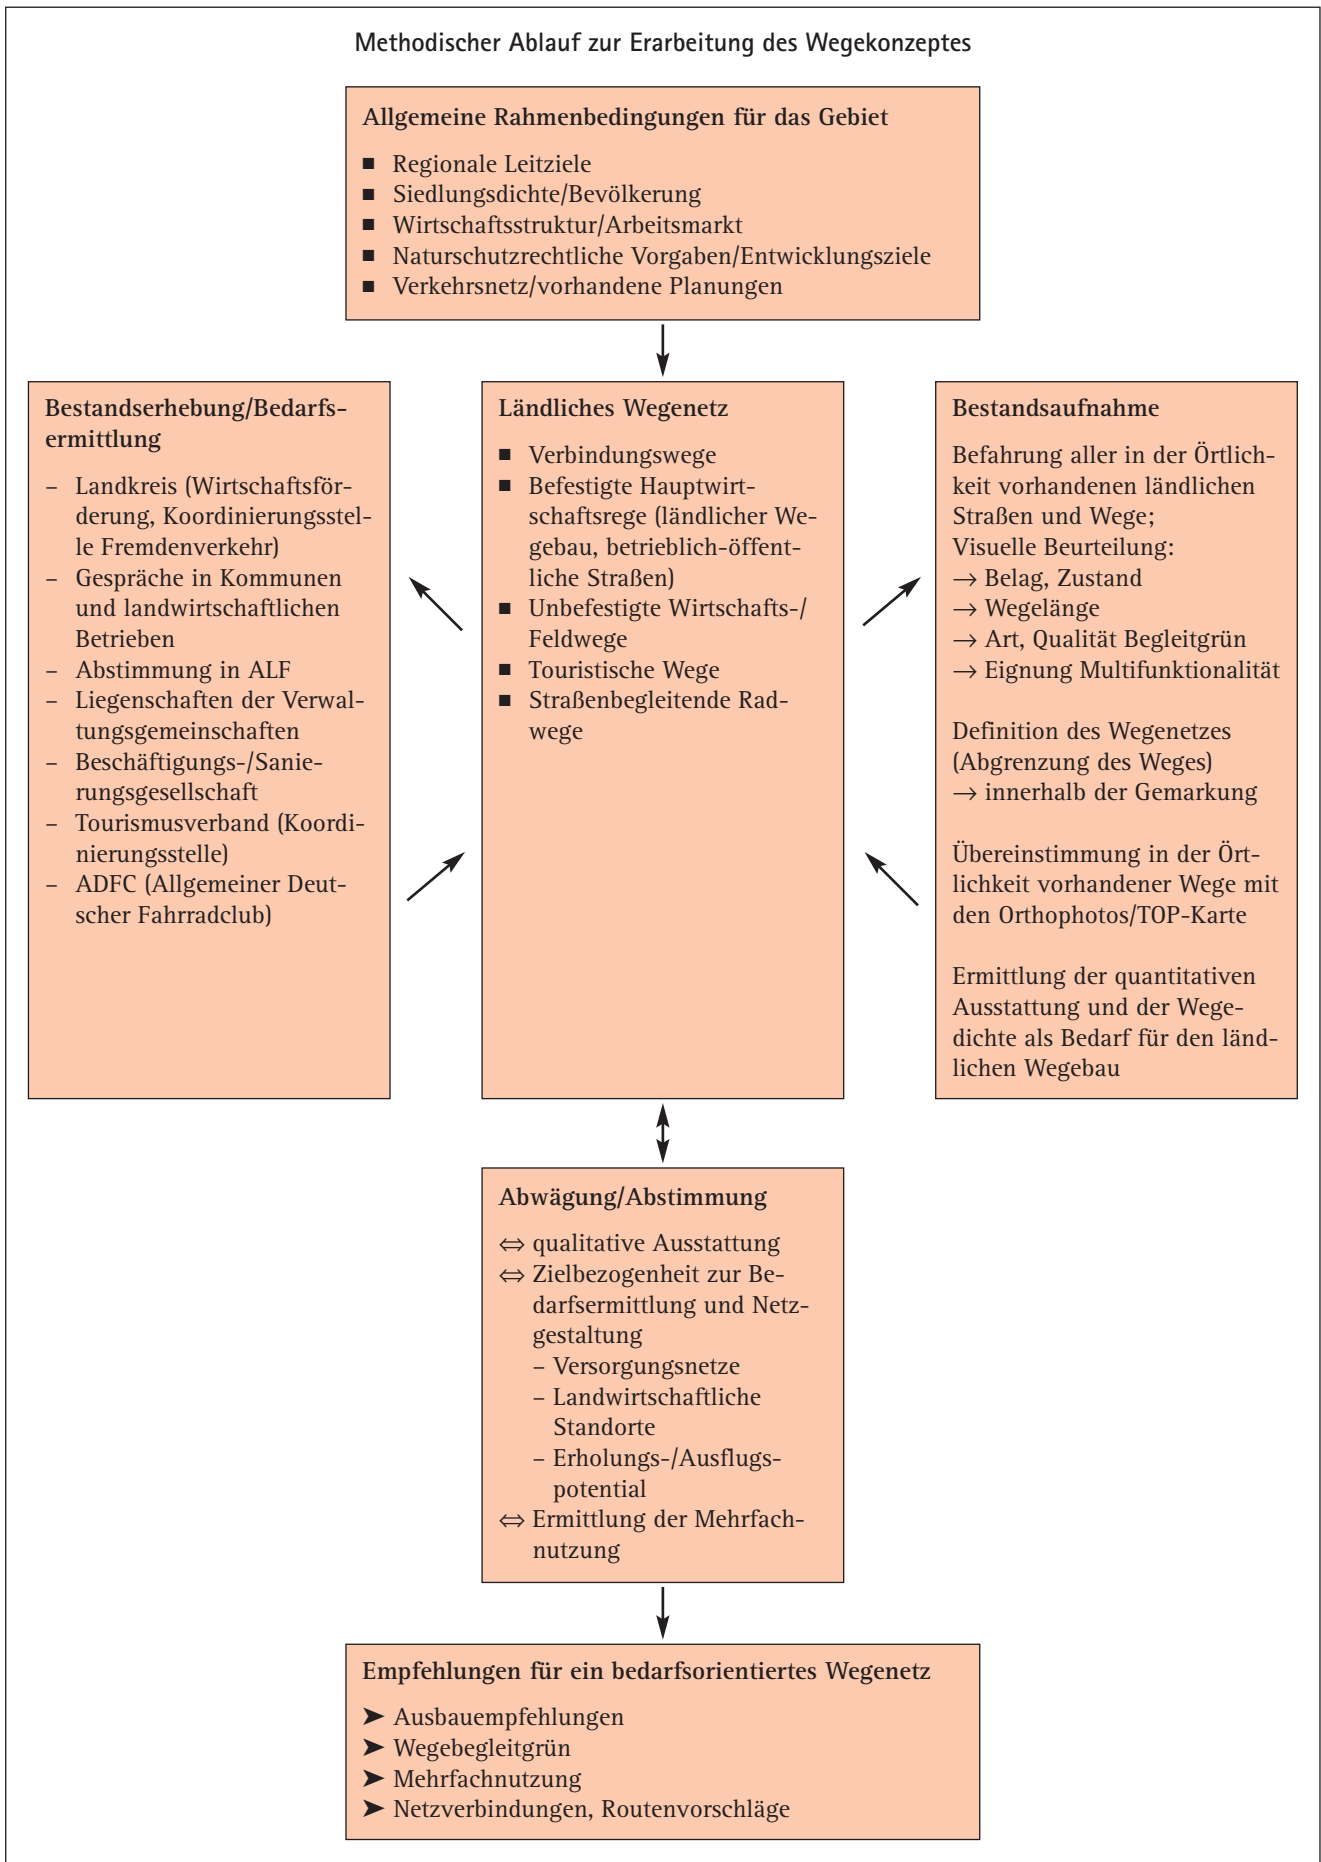 Methodischer Ablauf zur Erarbeitung des Wegekonzeptes
Allgemeine Rahmenbedingungen für das Gebiet
■ Regionale Leitziele
■ Siedlungsdichte/Bevölkerung
■ Wirtschaftsstruktur/Arbeitsmarkt
■ Naturschutzrechtliche Vorgaben/Entwicklungsziele
■ Verkehrsnetz/vorhandene Planungen
Bestandserhebung/Bedarfs-
ermittlung
– Landkreis (Wirtschaftsför-
derung, Koordinierungsstel-
le Fremdenverkehr)
– Gespräche in Kommunen
und landwirtschaftlichen
Betrieben
– Abstimmung in ALF
– Liegenschaften der Verwal-
tungsgemeinschaften
– Beschäftigungs-/Sanie-
rungsgesellschaft
– Tourismusverband (Koordi-
nierungsstelle)
– ADFC (Allgemeiner Deut-
scher Fahrradclub)
Ländliches Wegenetz
■ Verbindungswege
■ Befestigte Hauptwirt-
schaftsrege (ländlicher We-
gebau, betrieblich-öffent-
liche Straßen)
■ Unbefestigte Wirtschafts-/
Feldwege
■ Touristische Wege
■ Straßenbegleitende Rad-
wege
Bestandsaufnahme
Befahrung aller in der Örtlich-
keit vorhandenen ländlichen
Straßen und Wege;
Visuelle Beurteilung:
→ Belag, Zustand
→ Wegelänge
→ Art, Qualität Begleitgrün
→ Eignung Multifunktionalität
Definition des Wegenetzes
(Abgrenzung des Weges)
→ innerhalb der Gemarkung
Übereinstimmung in der Ört-
lichkeit vorhandener Wege mit
den Orthophotos/TOP-Karte
Ermittlung der quantitativen
Ausstattung und der Wege-
dichte als Bedarf für den länd-
lichen Wegebau
Abwägung/Abstimmung
⇔ qualitative Ausstattung
⇔ Zielbezogenheit zur Be-
darfsermittlung und Netz-
gestaltung
– Versorgungsnetze
– Landwirtschaftliche
Standorte
– Erholungs-/Ausflugs-
potential
⇔ Ermittlung der Mehrfach-
nutzung
Empfehlungen für ein bedarfsorientiertes Wegenetz
➤ Ausbauempfehlungen
➤ Wegebegleitgrün
➤ Mehrfachnutzung
➤ Netzverbindungen, Routenvorschläge